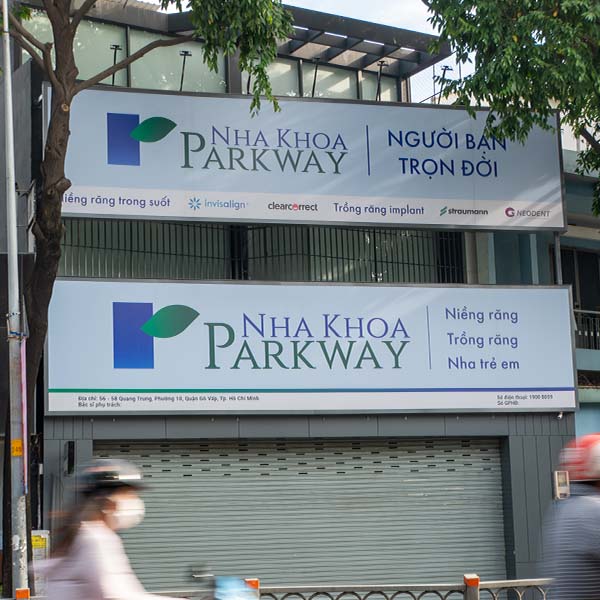 NHA KHOA
PARKWAY
NGƯỜI BẠN
TRỌN ĐỜI
Niềng răng trong suốt
invisalign
clearcorrect
Trồng răng implant
straumann
NEODENT
NHA KHOA
PARKWAY
Niềng răng
Trồng răng
Nha trẻ em
Địa chỉ: 56 - 58 Quang Trung, Phường 10, Quận Gò Vấp, Tp. Hồ Chí Minh
Bác sĩ phụ trách:
Số điện thoại: 1900 8059
Số GPHĐ: